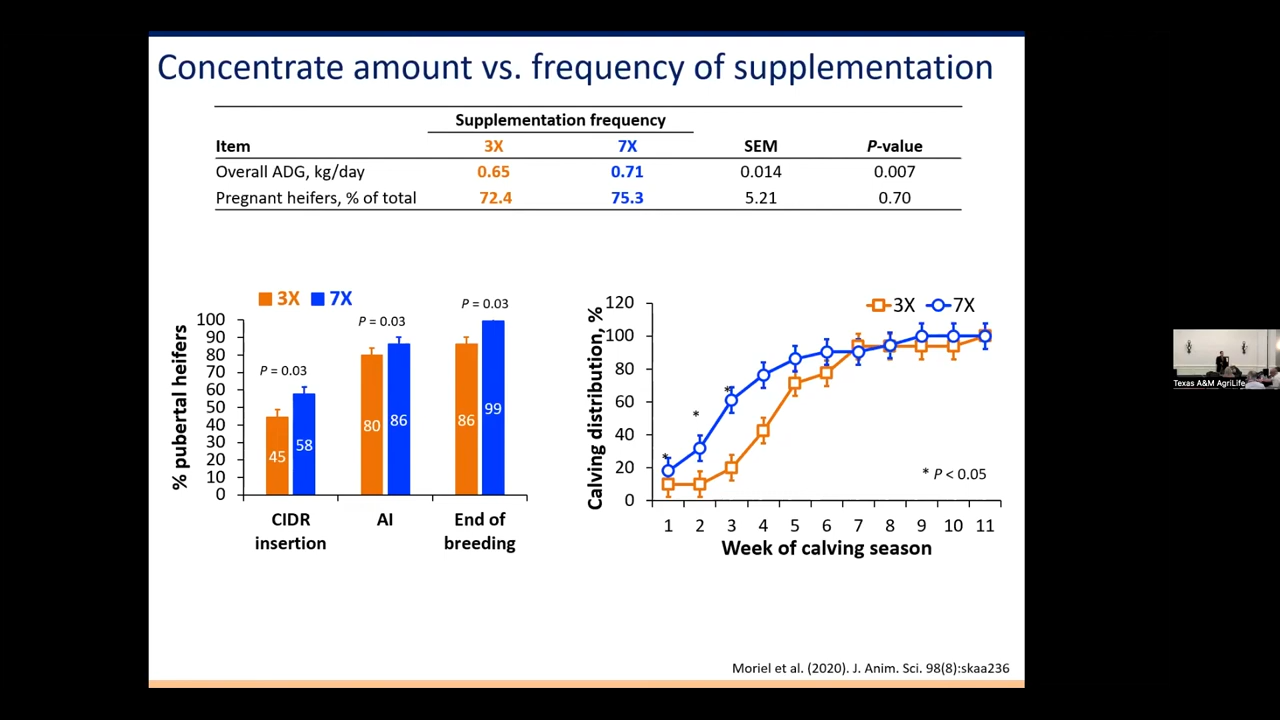 Concentrate amount vs. frequency of supplementation
Supplementation frequency
Item 3X 7X SEM P-value
Overall ADG, kg/day 0.65 0.71 0.014 0.007
Pregnant heifers, % of total 72.4 75.3 5.21 0.70
3X 7X
P = 0.03
P = 0.03
P = 0.03
% pubertal heifers
100
90
80
70
60
50
40
30
20
10
0
45 58 80 86 86 99
CIDR insertion
AI
End of breeding
3X 7X
Calving distribution, %
120
100
80
60
40
20
0
*
*
*
* P < 0.05
1 2 3 4 5 6 7 8 9 10 11
Week of calving season
Moriel et al. (2020). J. Anim. Sci. 98(8):skaa236
Texas A&M AgriLife